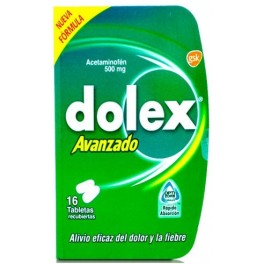 NUEVA
FÓRMULA
gsk
Acetaminofén
500 mg
dolex®
Avanzado
16
Tabletas
recubiertas
Rápida
Absorción
Alivio eficaz del dolor y la fiebre